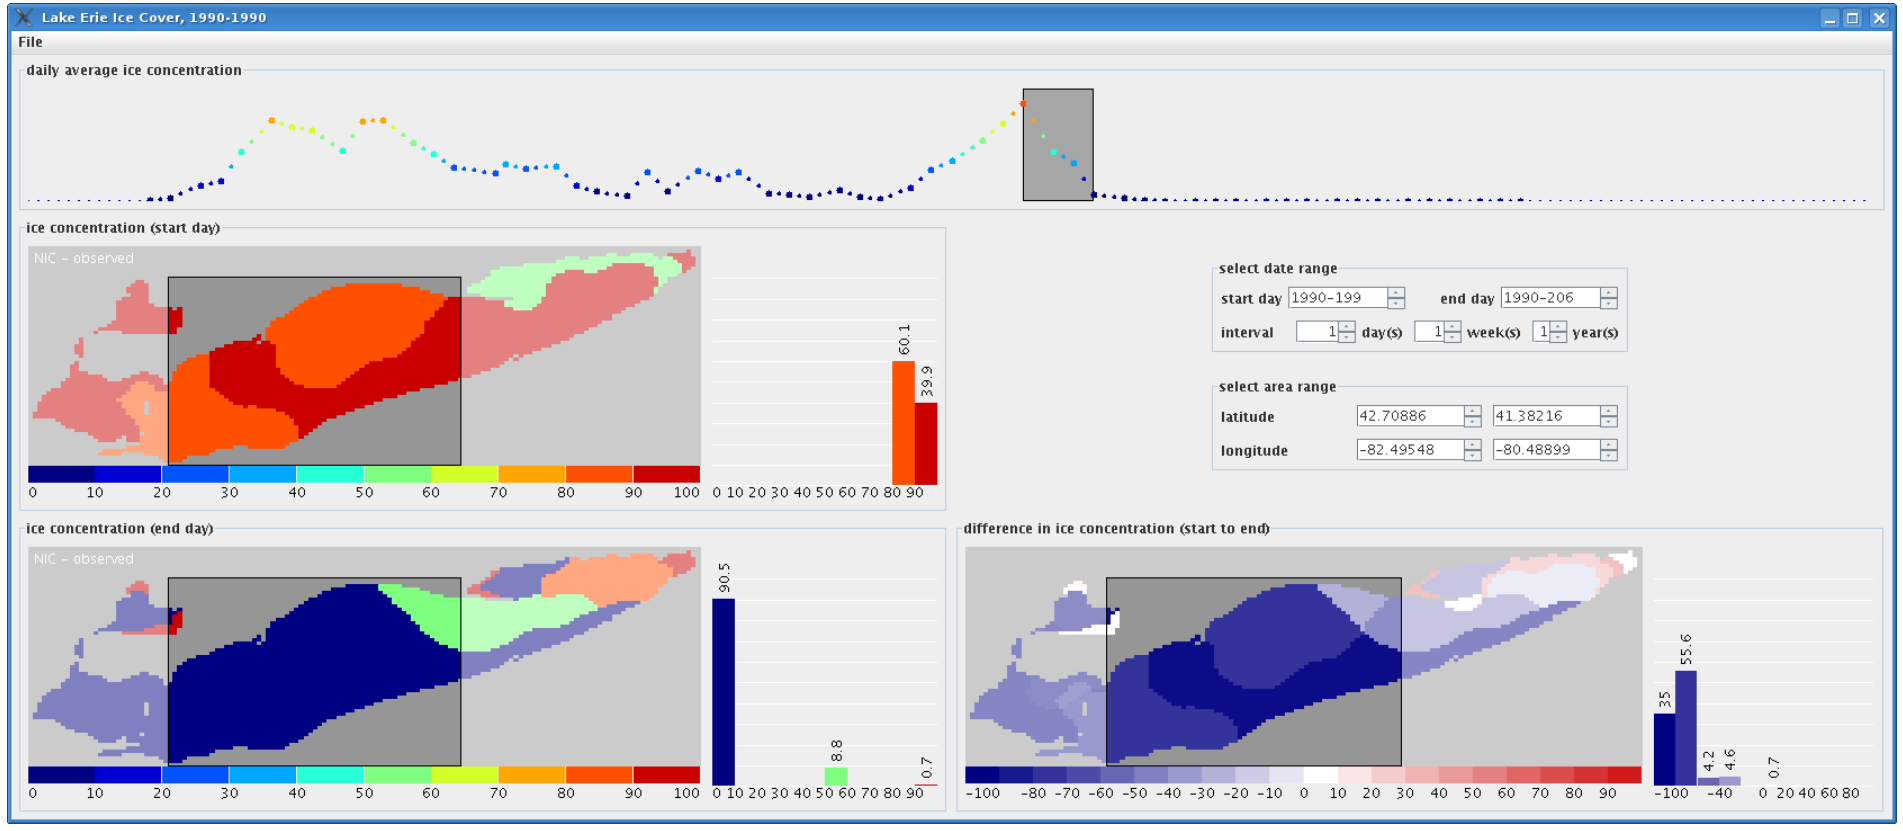 Lake Erie Ice Cover, 1990-1990
File
daily average ice concentration
ice concentration (start day)
NIC - observed
60.1
39.9
0 10 20 30 40 50 60 70 80 90 100
0 10 20 30 40 50 60 70 80 90
select date range
start day 1990-199 end day 1990-206
interval 1 day(s) 1 week(s) 1 year(s)
select area range
latitude 42.70886 41.38216
longitude -82.49548 -80.48899
ice concentration (end day)
NIC - observed
90.5
8.8
0.7
0 10 20 30 40 50 60 70 80 90 100
0 10 20 30 40 50 60 70 80 90
difference in ice concentration (start to end)
35
55.6
4.2
4.6
0.7
-100 -80 -70 -60 -50 -40 -30 -20 -10 0 10 20 30 40 50 60 70 80 90
-100 -40 0 20 40 60 80